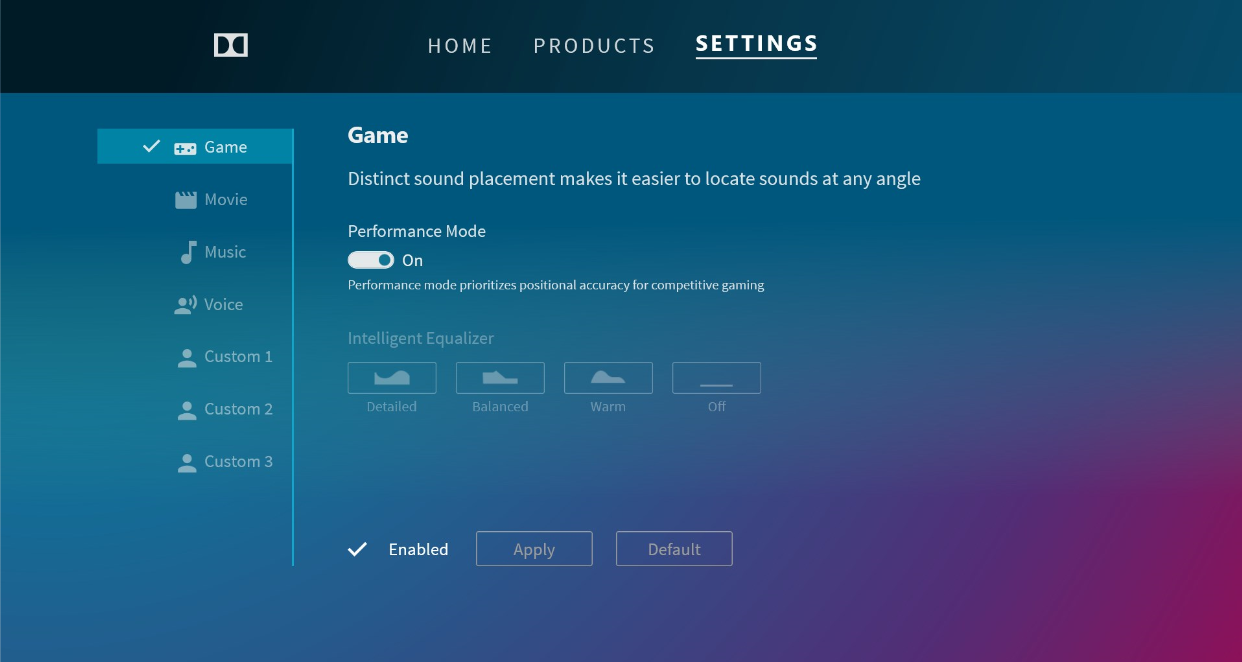 HOME PRODUCTS SETTINGS
Game
Movie
Music
Voice
Custom 1
Custom 2
Custom 3
Game
Distinct sound placement makes it easier to locate sounds at any angle
Performance Mode
On
Performance mode prioritizes positional accuracy for competitive gaming
Intelligent Equalizer
Detailed Balanced Warm Off
Enabled Apply Default